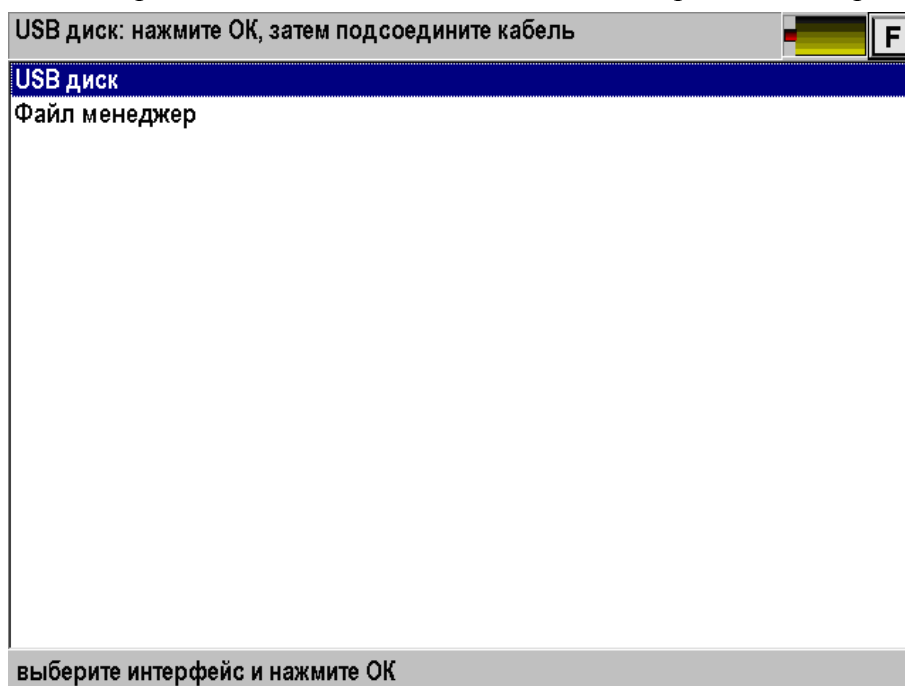 USB диск: нажмите ОК, затем подсоедините кабель
F
USB диск
Файл менеджер
выберите интерфейс и нажмите ОК